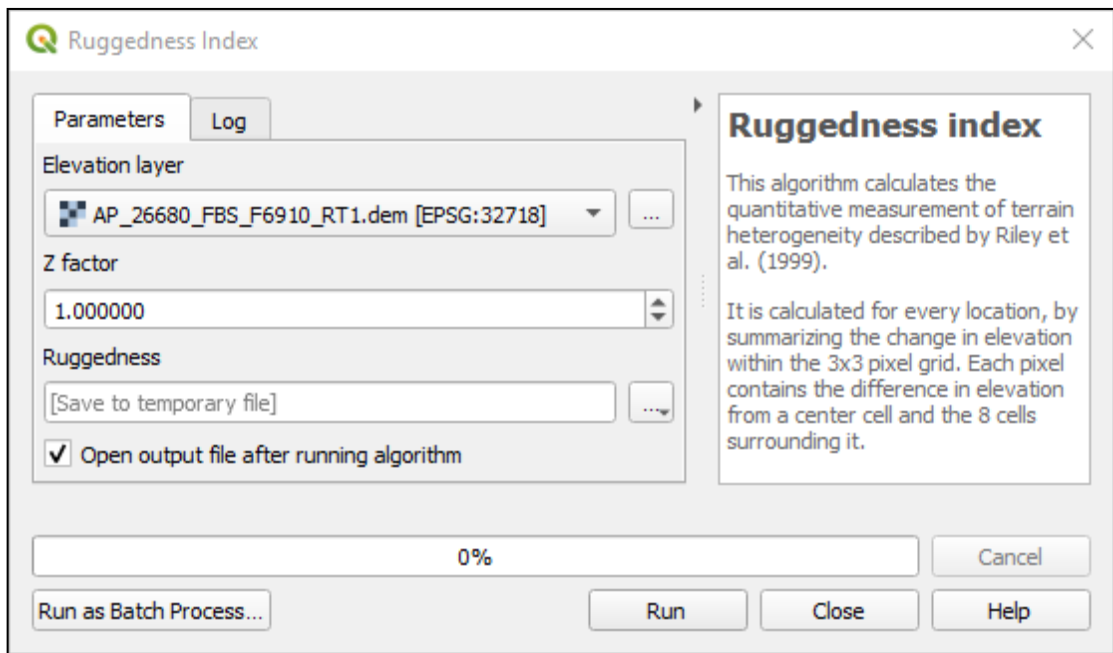 Ruggedness Index
Parameters
Log
Elevation layer
AP_26680_FBS_F6910_RT1.dem [EPSG:32718]
...
Z factor
1.000000
Ruggedness
[Save to temporary file]
...
Open output file after running algorithm
Ruggedness index
This algorithm calculates the
quantitative measurement of terrain
heterogeneity described by Riley et
al. (1999).
It is calculated for every location, by
summarizing the change in elevation
within the 3x3 pixel grid. Each pixel
contains the difference in elevation
from a center cell and the 8 cells
surrounding it.
0%
Cancel
Run as Batch Process...
Run
Close
Help